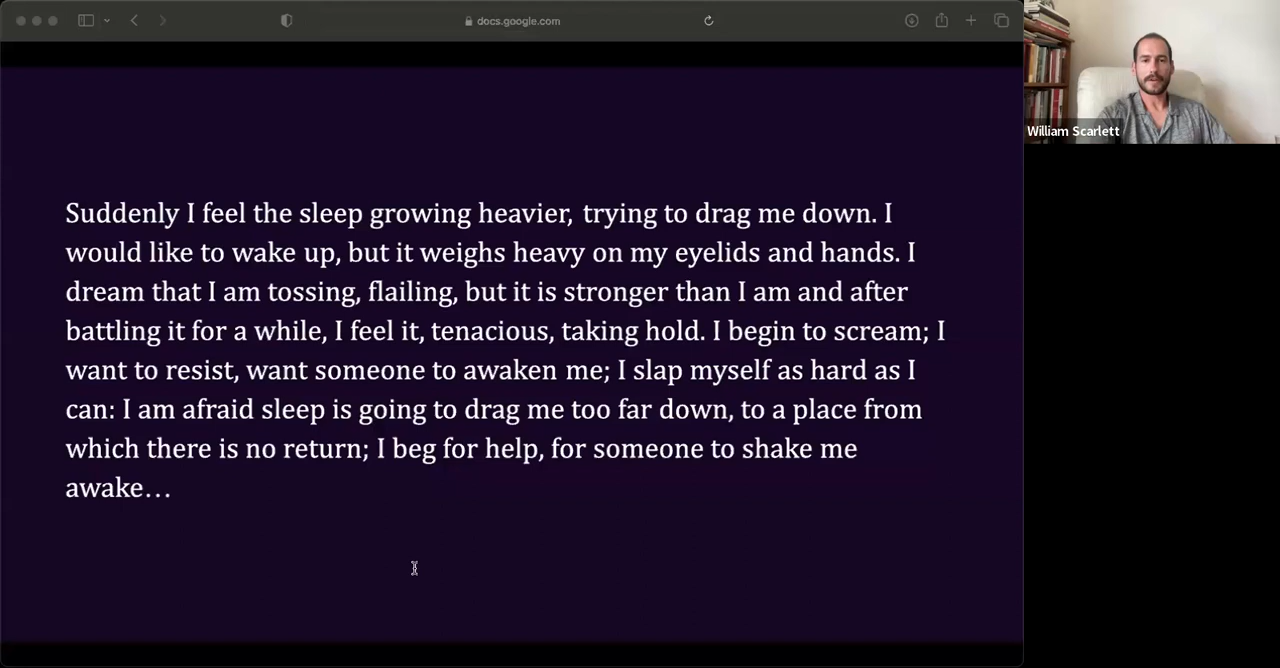 docs.google.com
William Scarlett
Suddenly I feel the sleep growing heavier, trying to drag me down. I
would like to wake up, but it weighs heavy on my eyelids and hands. I
dream that I am tossing, flailing, but it is stronger than I am and after
battling it for a while, I feel it, tenacious, taking hold. I begin to scream; I
want to resist, want someone to awaken me; I slap myself as hard as I
can: I am afraid sleep is going to drag me too far down, to a place from
which there is no return; I beg for help, for someone to shake me
awake…